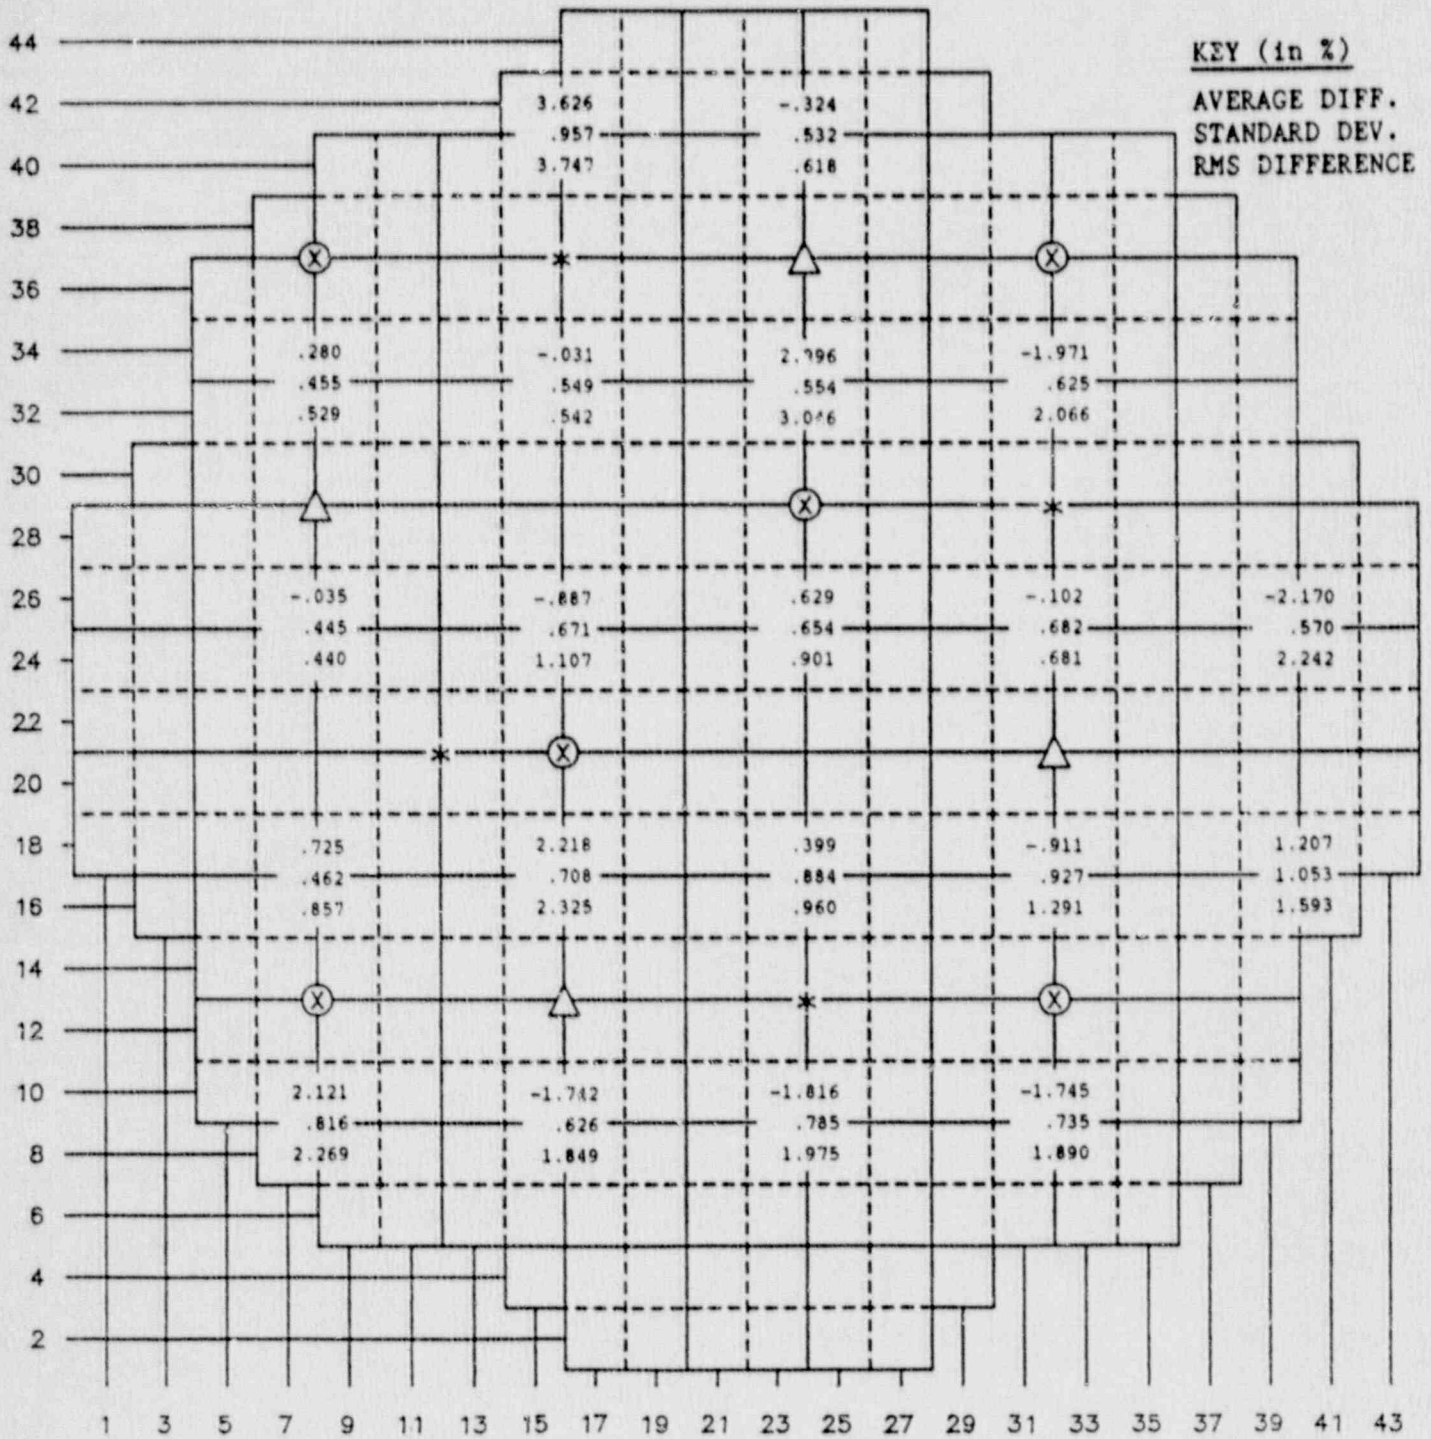 KEY (in %)
AVERAGE DIFF.
STANDARD DEV.
RMS DIFFERENCE
44
42 3.626 -.324
.957 .532
40 3.747 .618
38
36
34 .280 -.031 -1.971
.455 .549 .554 .625
32 .529 .542 2.066
30
28
26 -.035 -.887 .629 -.102 -2.170
.445 .671 .654 .682 .570
24 .440 1.107 .901 .681 2.242
22
20
18 .725 2.218 .399 -.911 1.207
.462 .708 .884 .927 1.053
16 .857 2.325 .960 1.291 1.593
14
12
10 2.121 -1.816 -1.745
.816 .626 .785 .735
8 2.269 1.849 1.975 1.890
6
4
2
1 3 5 7 9 11 13 15 17 19 21 23 25 27 29 31 33 35 37 39 41 43